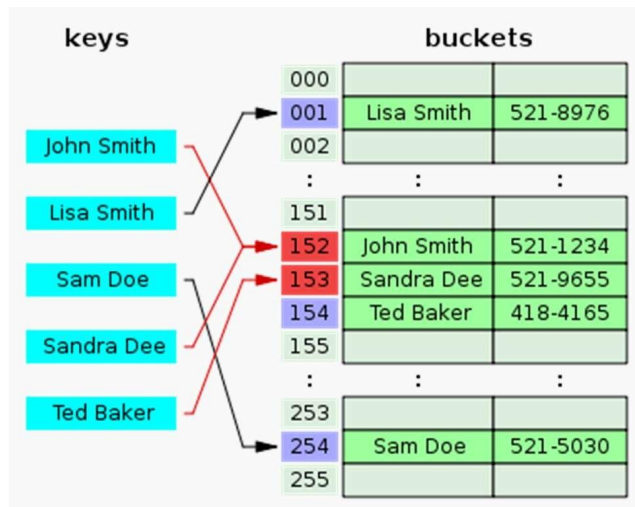 keys buckets
000
001 Lisa Smith 521-8976
John Smith 002
: : :
Lisa Smith 151
152 John Smith 521-1234
Sam Doe 153 Sandra Dee 521-9655
154 Ted Baker 418-4165
Sandra Dee 155
: : :
Ted Baker 253
254 Sam Doe 521-5030
255